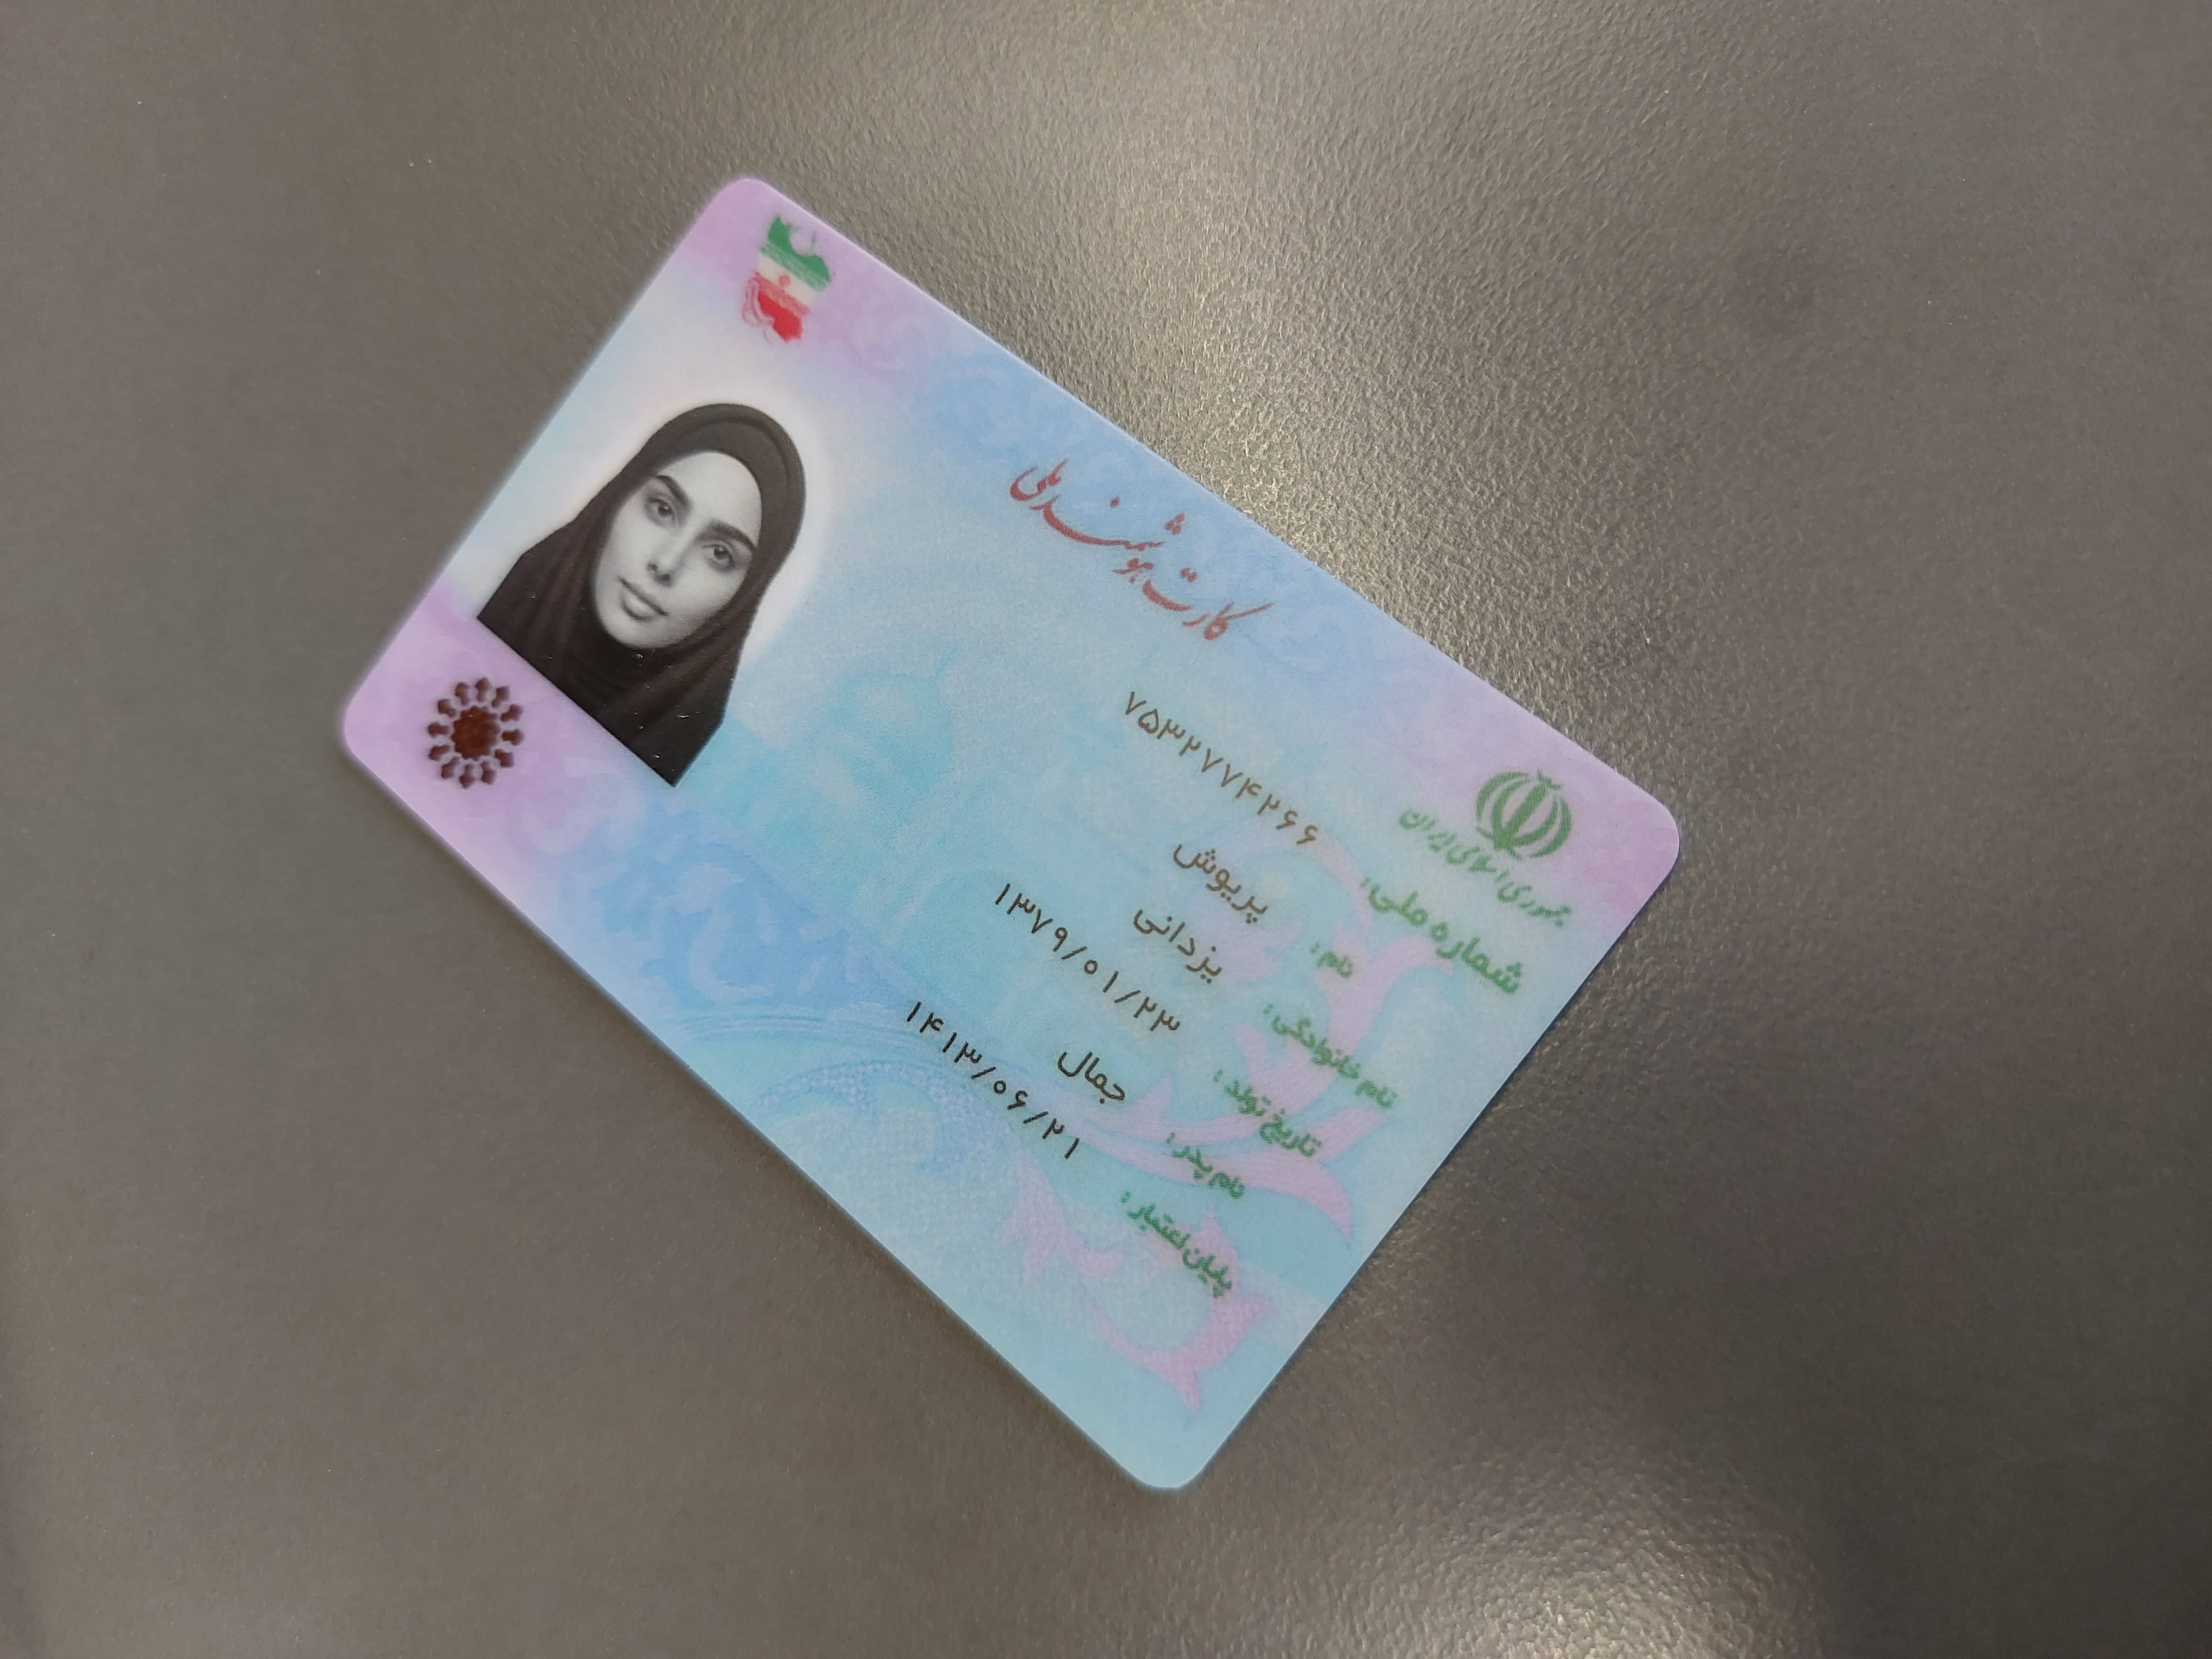 کارت هوشمند ملی
جمهوری اسلامی ایران
شماره ملی: ۷۵۳۲۷۷۴۲۶۶
نام: پریوش
نام خانوادگی: یزدانی
تاریخ تولد: ۱۳۷۹/۰۱/۲۳
نام پدر: جمال
پایان اعتبار: ۱۴۱۳/۰۶/۲۱